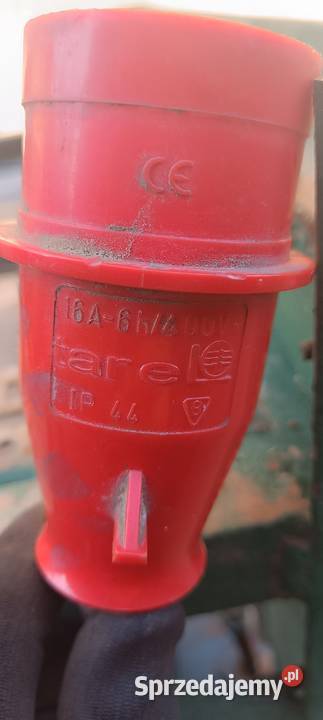 CE
16A-6h/400V~
tarel
IP 44 B
Sprzedajemy.pl